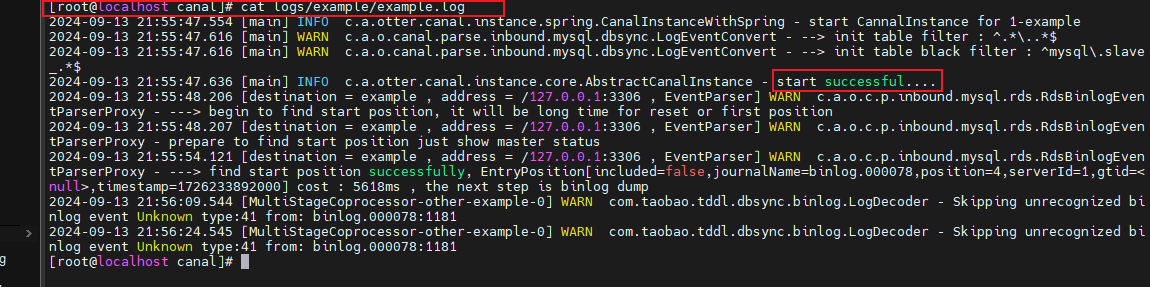 [root@localhost canal]# cat logs/example/example.log
2024-09-13 21:55:47.554 [main] INFO  c.a.otter.canal.instance.spring.CanalInstanceWithSpring - start CannalInstance for 1-example
2024-09-13 21:55:47.616 [main] WARN  c.a.o.canal.parse.inbound.mysql.dbsync.LogEventConvert - --> init table filter : ^.*\..*$
2024-09-13 21:55:47.616 [main] WARN  c.a.o.canal.parse.inbound.mysql.dbsync.LogEventConvert - --> init table black filter : ^mysql\.slave
_.*$
2024-09-13 21:55:47.636 [main] INFO  c.a.otter.canal.instance.core.AbstractCanalInstance - start successful....
2024-09-13 21:55:48.206 [destination = example , address = /127.0.0.1:3306 , EventParser] WARN  c.a.o.c.p.inbound.mysql.rds.RdsBinlogEven
tParserProxy - ---> begin to find start position, it will be long time for reset or first position
2024-09-13 21:55:48.207 [destination = example , address = /127.0.0.1:3306 , EventParser] WARN  c.a.o.c.p.inbound.mysql.rds.RdsBinlogEven
tParserProxy - prepare to find start position just show master status
2024-09-13 21:55:54.121 [destination = example , address = /127.0.0.1:3306 , EventParser] WARN  c.a.o.c.p.inbound.mysql.rds.RdsBinlogEven
tParserProxy - ---> find start position successfully, EntryPosition[included=false,journalName=binlog.000078,position=4,serverId=1,gtid=<
null>,timestamp=1726233892000] cost : 5618ms , the next step is binlog dump
2024-09-13 21:56:09.544 [MultiStageCoprocessor-other-example-0] WARN  com.taobao.tddl.dbsync.binlog.LogDecoder - Skipping unrecognized bi
nlog event Unknown type:41 from: binlog.000078:1181
2024-09-13 21:56:24.545 [MultiStageCoprocessor-other-example-0] WARN  com.taobao.tddl.dbsync.binlog.LogDecoder - Skipping unrecognized bi
nlog event Unknown type:41 from: binlog.000078:1181
[root@localhost canal]#
g